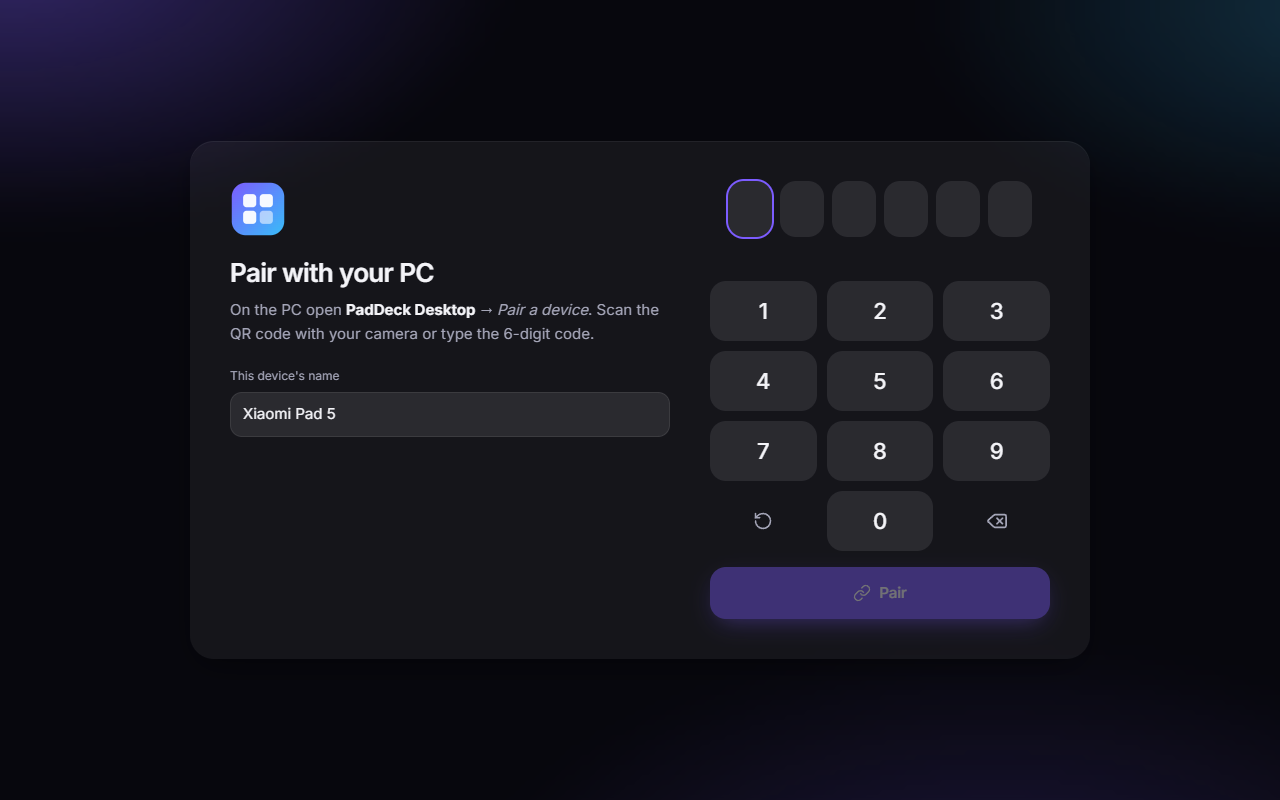 Pair with your PC
On the PC open PadDeck Desktop → Pair a device. Scan the
QR code with your camera or type the 6-digit code.
This device's name
Xiaomi Pad 5
1 2 3
4 5 6
7 8 9
0
Pair